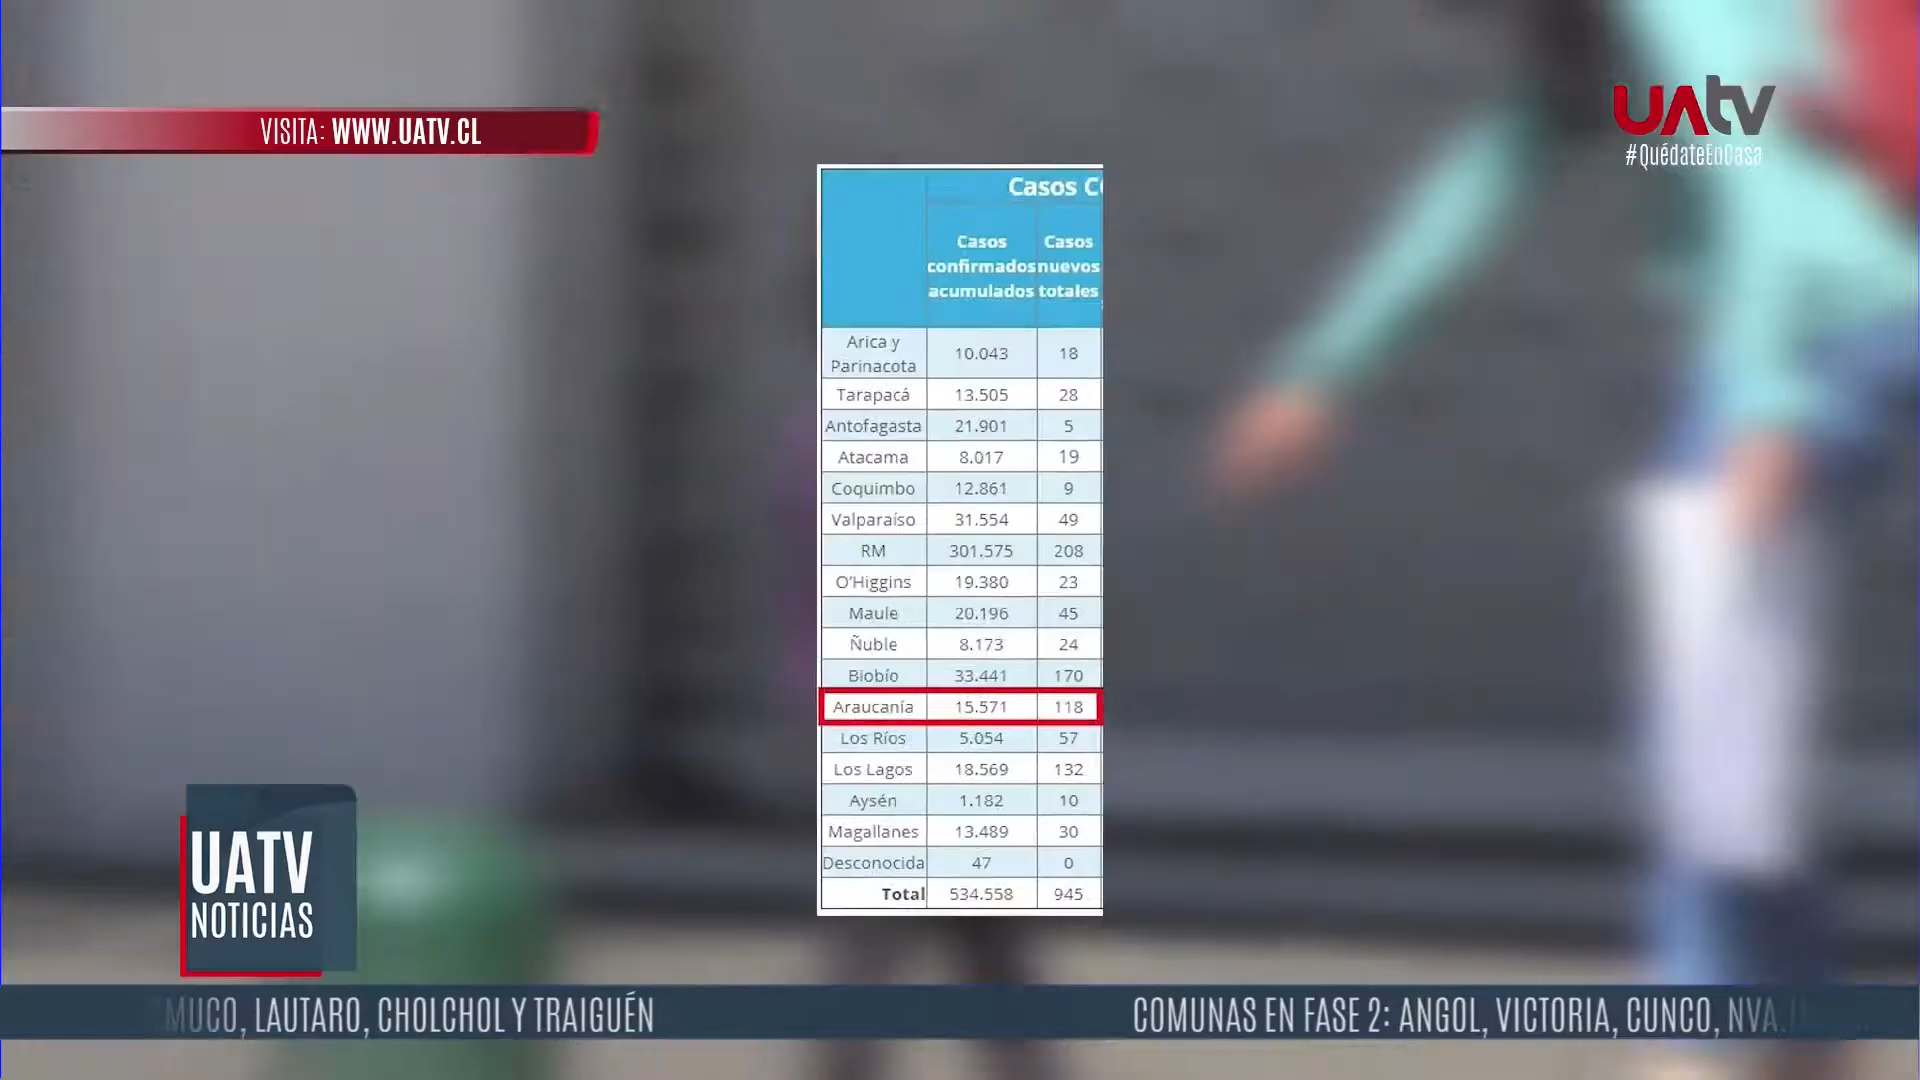 VISITA: WWW.UATV.CL
UATV
#QuédateEnCasa
Casos C
Casos confirmados acumulados
Casos nuevos totales
Arica y Parinacota 10.043 18
Tarapacá 13.505 28
Antofagasta 21.901 5
Atacama 8.017 19
Coquimbo 12.861 9
Valparaíso 31.554 49
RM 301.575 208
O’Higgins 19.380 23
Maule 20.196 45
Ñuble 8.173 24
Biobío 33.441 170
Araucanía 15.571 118
Los Ríos 5.054 57
Los Lagos 18.569 132
Aysén 1.182 10
Magallanes 13.489 30
Desconocida 47 0
Total 534.558 945
UATV
NOTICIAS
MUCO, LAUTARO, CHOLCHOL Y TRAIGUÉN
COMUNAS EN FASE 2: ANGOL, VICTORIA, CUNCO, NVA.